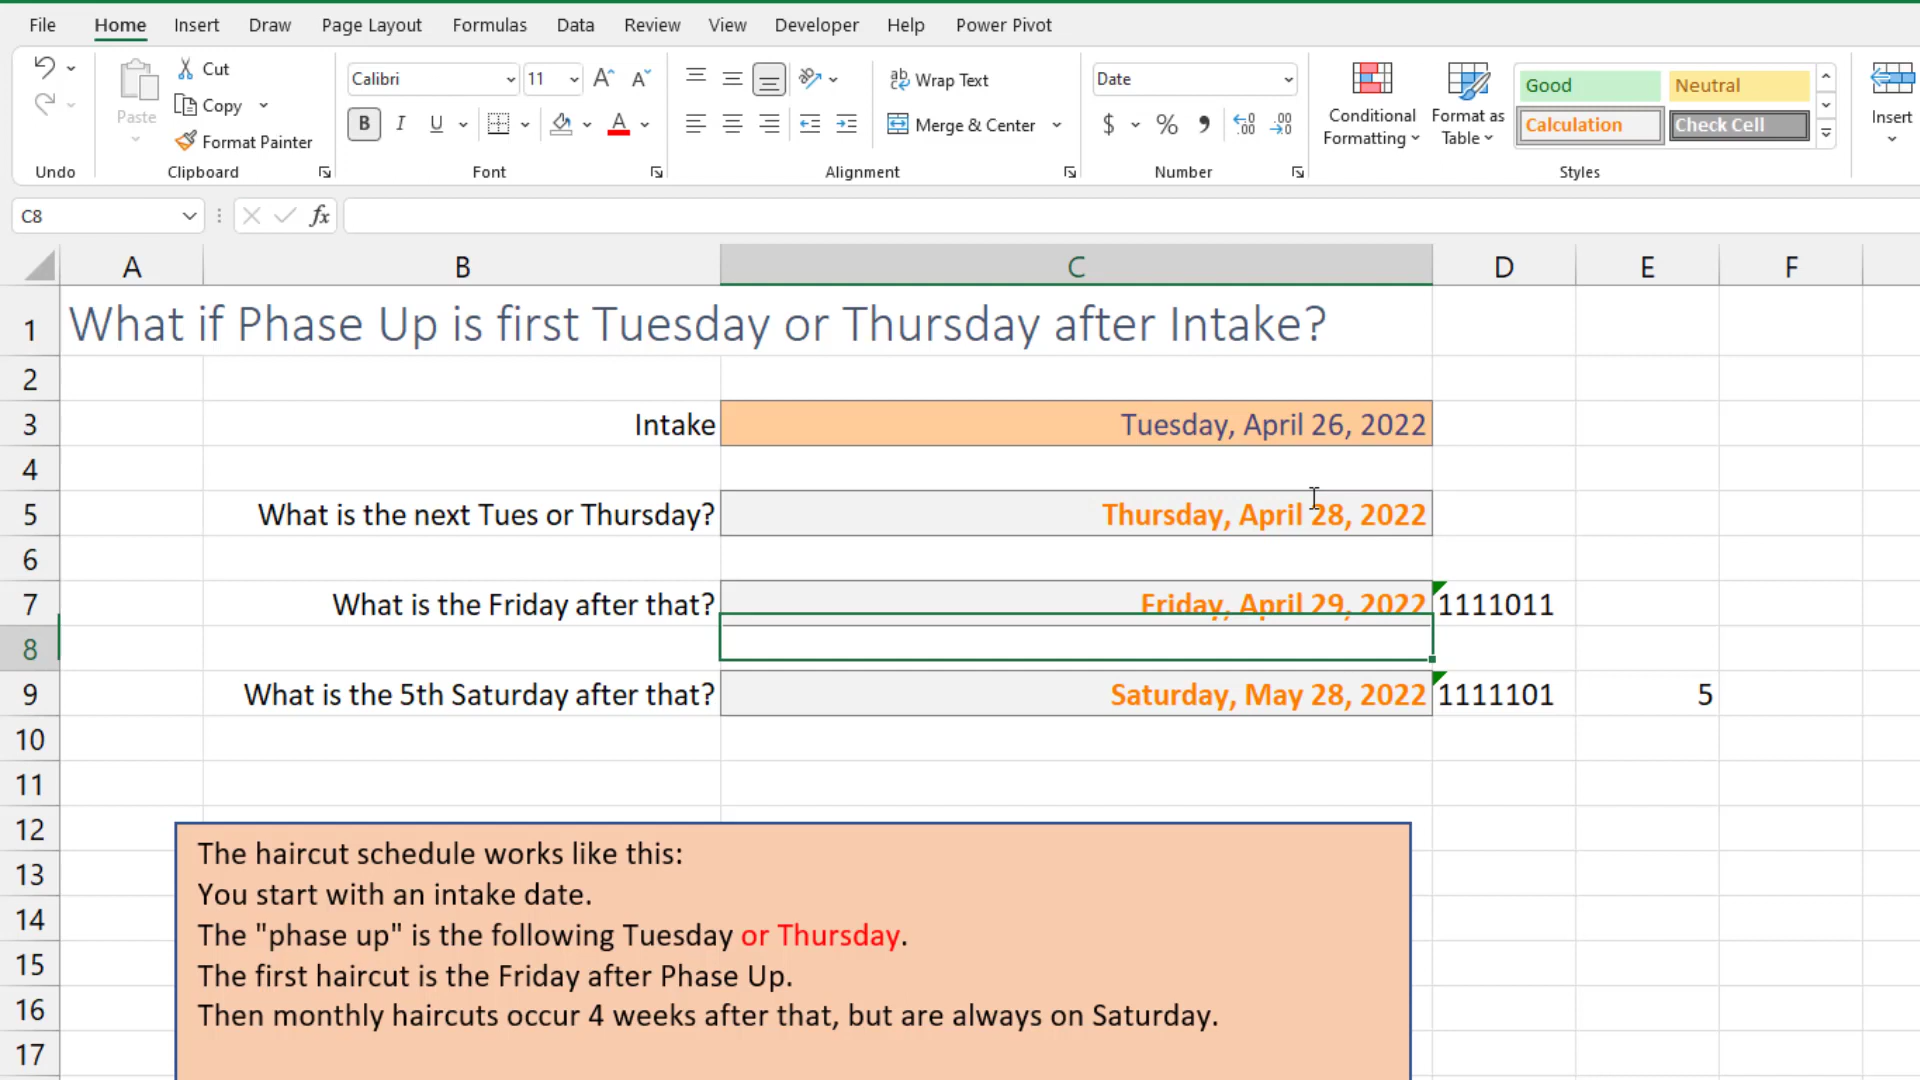 File Home Insert Draw Page Layout Formulas Data Review View Developer Help Power Pivot
Cut
Copy
Format Painter
Paste
Calibri 11
B I U
Wrap Text
Merge & Center
Date
$ % 9
Conditional Formatting
Format as Table
Good Neutral
Calculation Check Cell
Insert
Undo Clipboard Font Alignment Number Styles
C8 fx
A B C D E F
1 What if Phase Up is first Tuesday or Thursday after Intake?
2
3 Intake Tuesday, April 26, 2022
4
5 What is the next Tues or Thursday? Thursday, April 28, 2022
6
7 What is the Friday after that? Friday, April 29, 2022 1111011
8
9 What is the 5th Saturday after that? Saturday, May 28, 2022 1111101 5
10
11
12
13
14
15
16
17
The haircut schedule works like this:
You start with an intake date.
The "phase up" is the following Tuesday or Thursday.
The first haircut is the Friday after Phase Up.
Then monthly haircuts occur 4 weeks after that, but are always on Saturday.